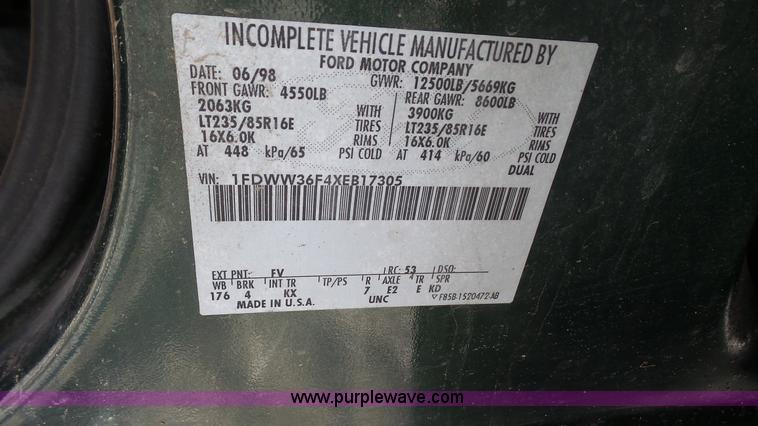 INCOMPLETE VEHICLE MANUFACTURED BY
FORD MOTOR COMPANY
DATE: 06/98 GVWR: 12500LB/5669KG
FRONT GAWR: 4550LB REAR GAWR: 8600LB
2063KG WITH 3900KG WITH
LT235/85R16E TIRES LT235/85R16E TIRES
16X6.0K RIMS 16X6.0K RIMS
AT 448 kPa/65 PSI COLD AT 414 kPa/60 PSI COLD
DUAL
VIN: 1FDWW36F4XEB17305
EXT PNT: FV RC: 53 DSO:
WB BRK INT TR TP/PS R AXLE TR SPR
176 4 KX 7 E2 E KD
MADE IN U.S.A. UNC F85B-1520472-AB
www.purplewave.com